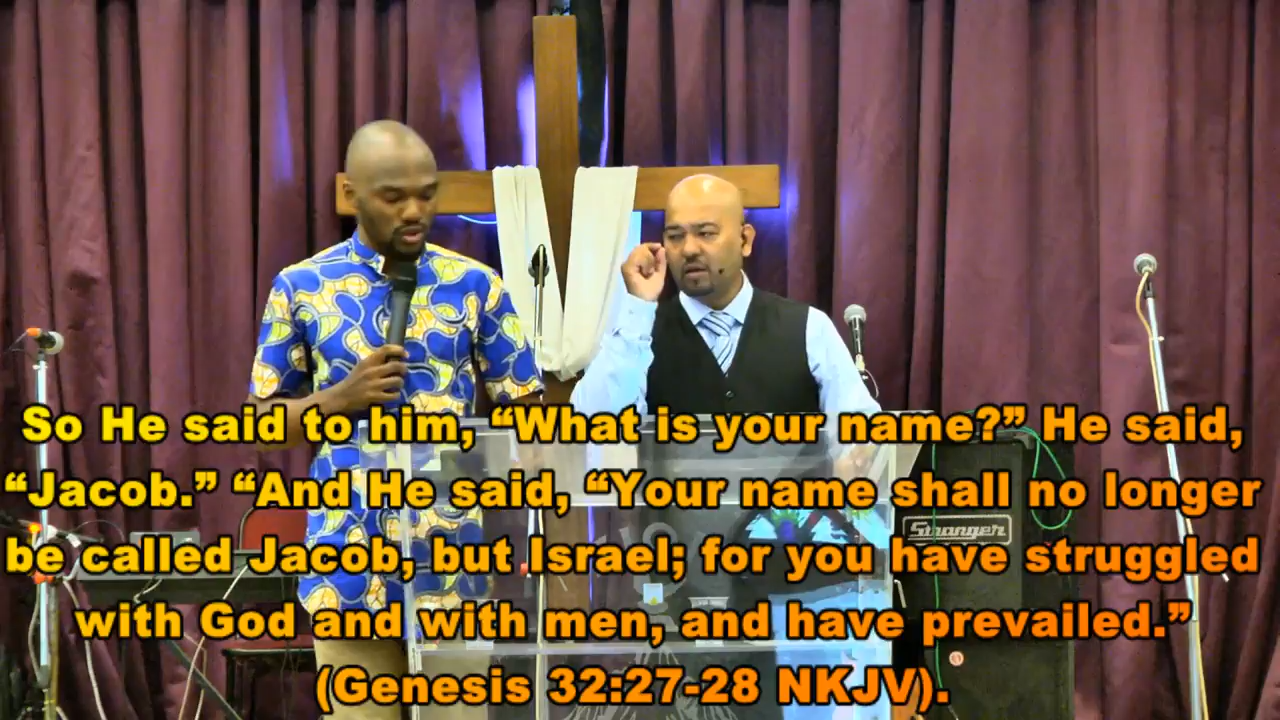 So He said to him, “What is your name?” He said,
“Jacob.” “And He said, “Your name shall no longer
be called Jacob, but Israel; for you have struggled
with God and with men, and have prevailed.”
(Genesis 32:27-28 NKJV).
Stranger